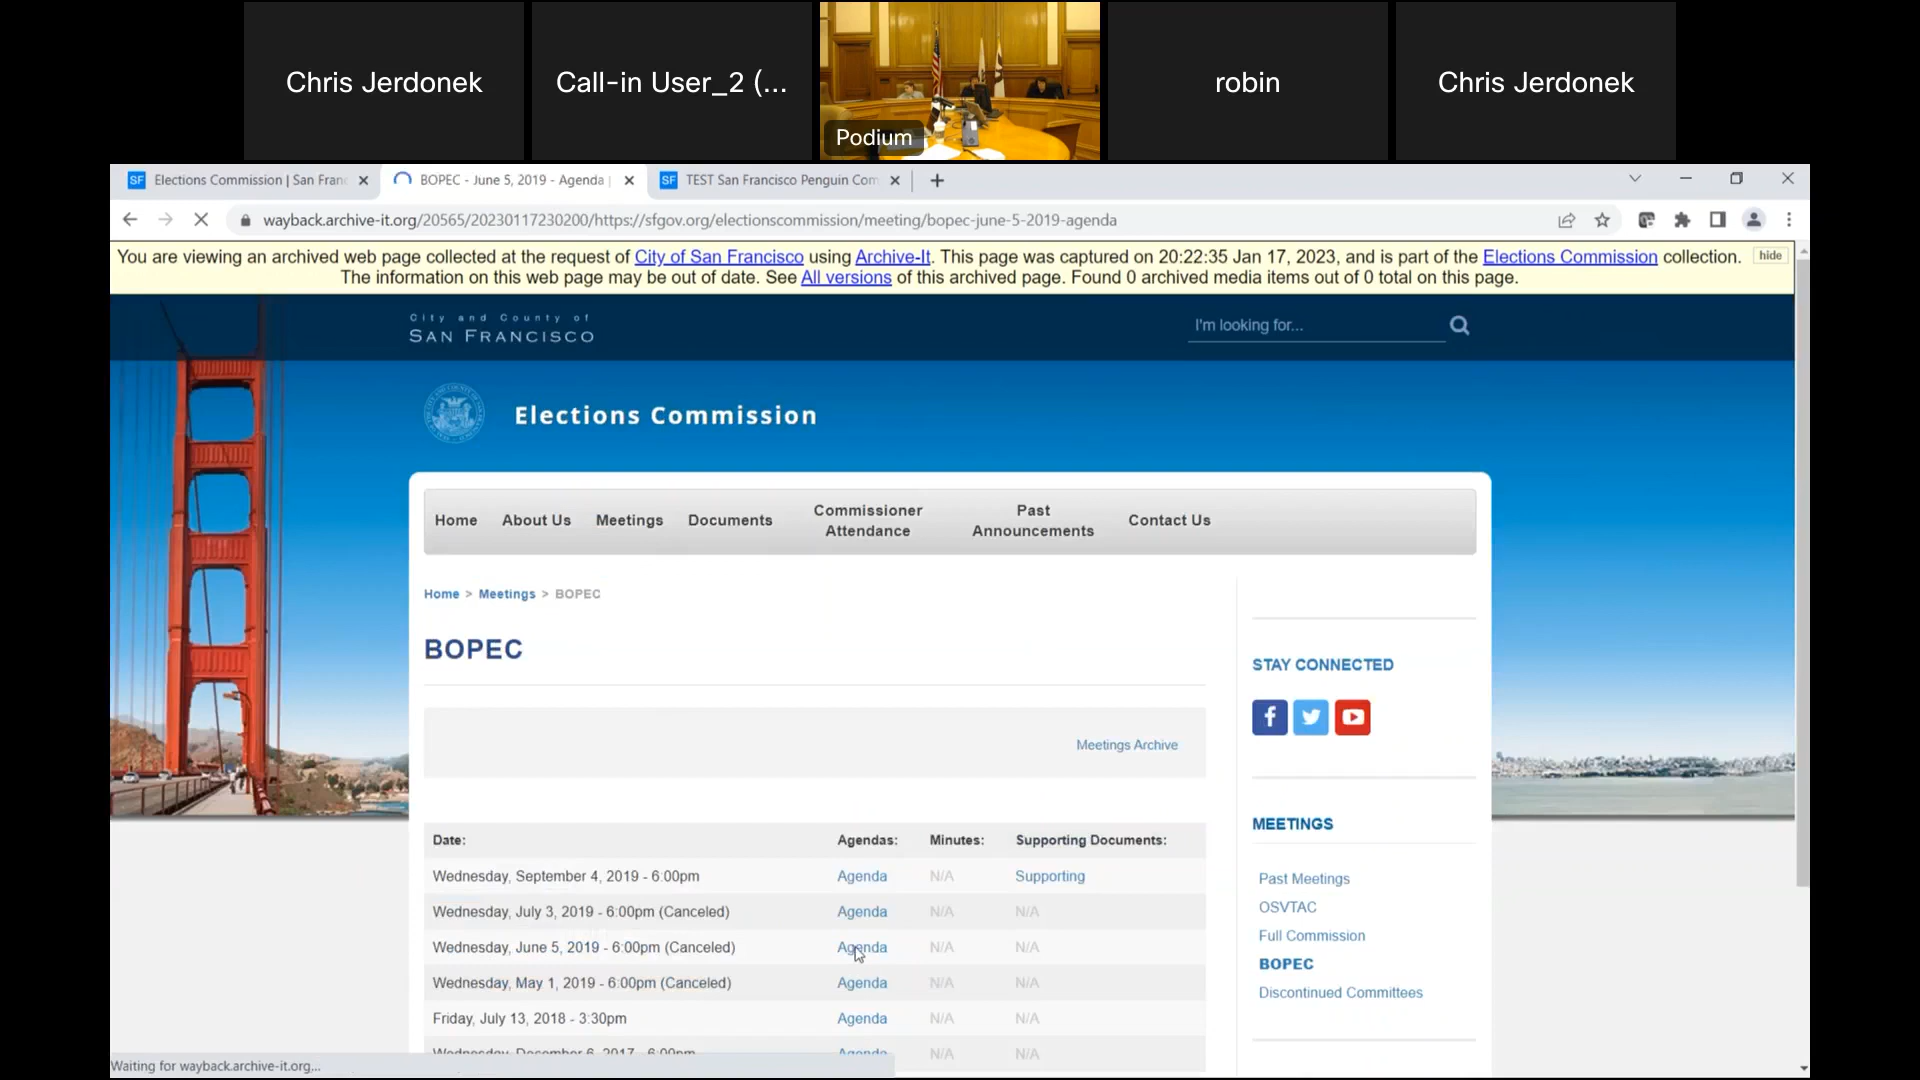 Chris Jerdonek
Call-in User_2 (...
Podium
robin
Chris Jerdonek
Elections Commission | San Franc
BOPEC - June 5, 2019 - Agenda |
TEST San Francisco Penguin Com
wayback.archive-it.org/20565/20230117230200/https://sfgov.org/electionscommission/meeting/bopec-june-5-2019-agenda
You are viewing an archived web page collected at the request of City of San Francisco using Archive-It. This page was captured on 20:22:35 Jan 17, 2023, and is part of the Elections Commission collection.
hide
The information on this web page may be out of date. See All versions of this archived page. Found 0 archived media items out of 0 total on this page.
City and County of
SAN FRANCISCO
I'm looking for...
Elections Commission
Home About Us Meetings Documents Commissioner Attendance Past Announcements Contact Us
Home > Meetings > BOPEC
BOPEC
Meetings Archive
Date: Agendas: Minutes: Supporting Documents:
Wednesday, September 4, 2019 - 6:00pm Agenda N/A Supporting
Wednesday, July 3, 2019 - 6:00pm (Canceled) Agenda N/A N/A
Wednesday, June 5, 2019 - 6:00pm (Canceled) Agenda N/A N/A
Wednesday, May 1, 2019 - 6:00pm (Canceled) Agenda N/A N/A
Friday, July 13, 2018 - 3:30pm Agenda N/A N/A
Wednesday, December 6, 2017 - 6:00pm Agenda N/A N/A
STAY CONNECTED
MEETINGS
Past Meetings
OSVTAC
Full Commission
BOPEC
Discontinued Committees
Waiting for wayback.archive-it.org...